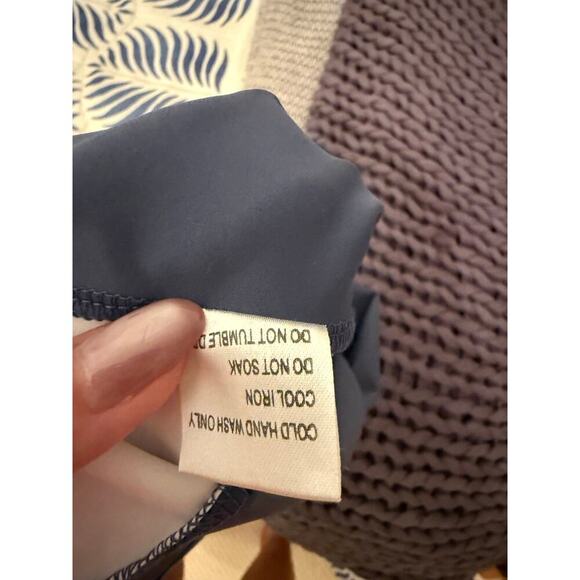 COLD HAND WASH ONLY
COOL IRON
DO NOT SOAK
DO NOT TUMBLE